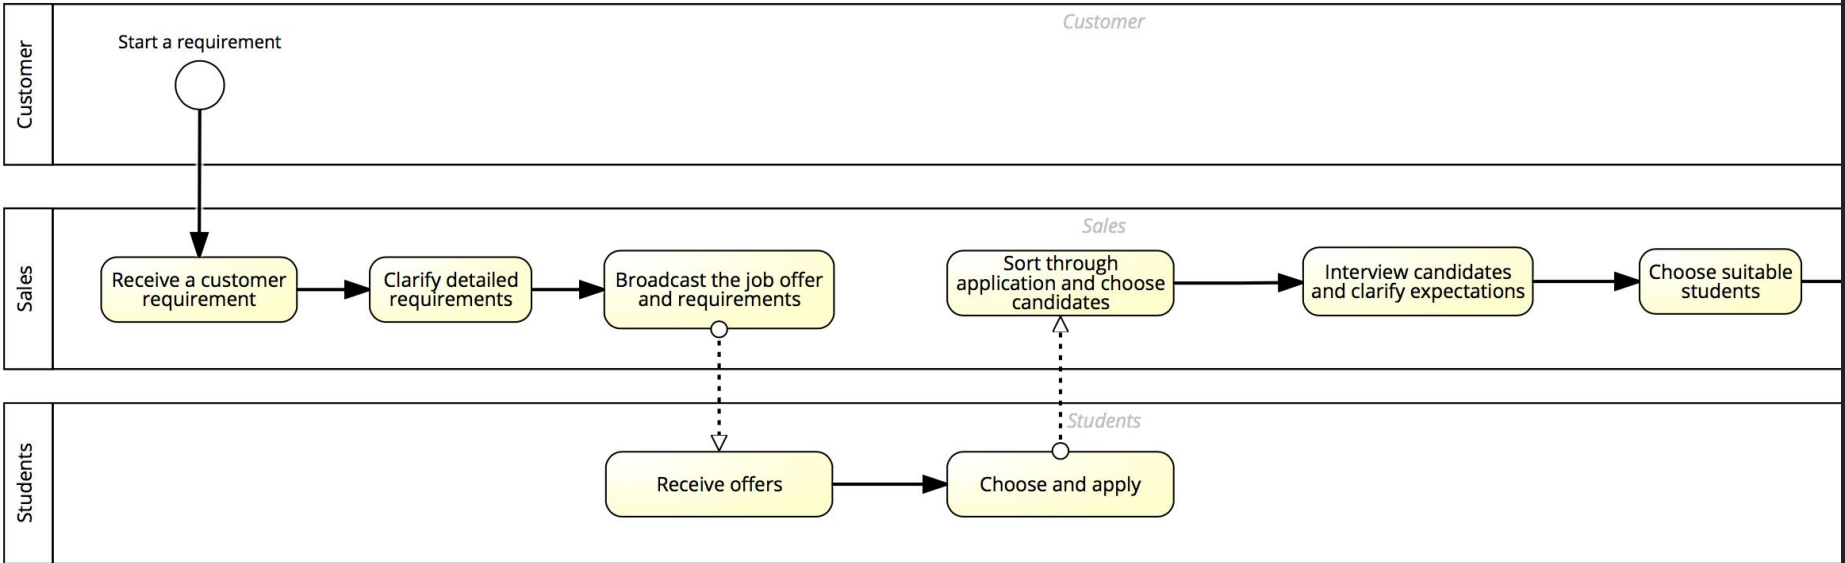 Customer
Customer
Start a requirement
Sales
Sales
Receive a customer
requirement
Clarify detailed
requirements
Broadcast the job offer
and requirements
Sort through
application and choose
candidates
Interview candidates
and clarify expectations
Choose suitable
students
Students
Students
Receive offers
Choose and apply